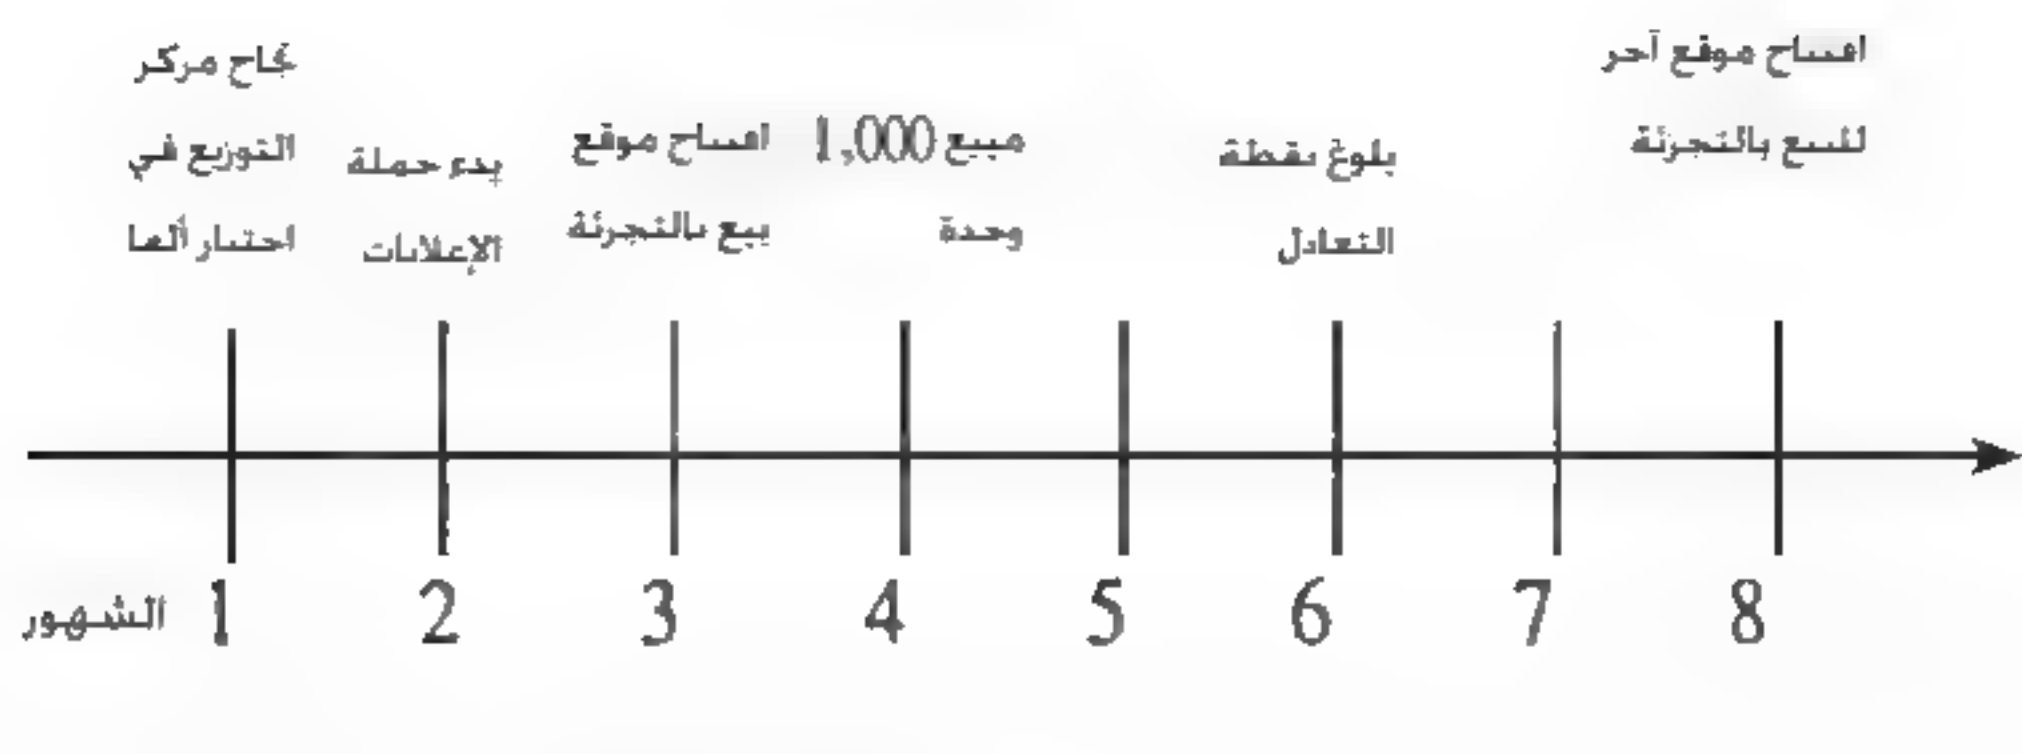 نجاح مركز
التوزيع في
اختبار ألفا
بدء حملة
الإعلانات
افتتاح موقع
بيع بالتجزئة
مبيع 1,000
وحدة
بلوغ نقطة
التعادل
افتتاح موقع آخر
للبيع بالتجزئة
الشهور 1 2 3 4 5 6 7 8